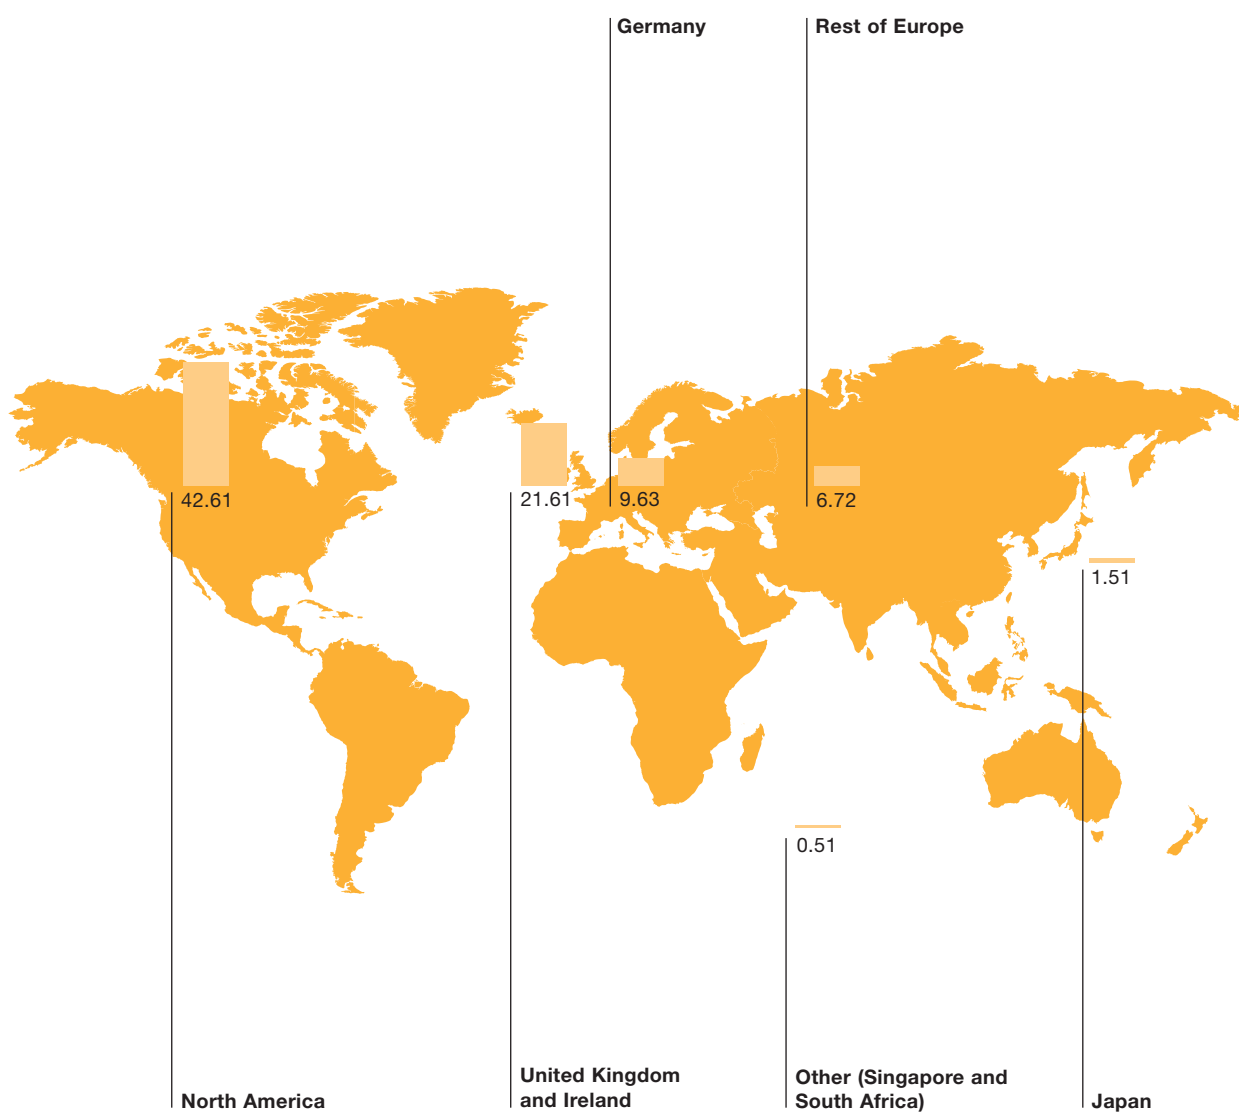 Germany
Rest of Europe
42.61
21.61
9.63
6.72
1.51
0.51
North America
United Kingdom
and Ireland
Other (Singapore and
South Africa)
Japan